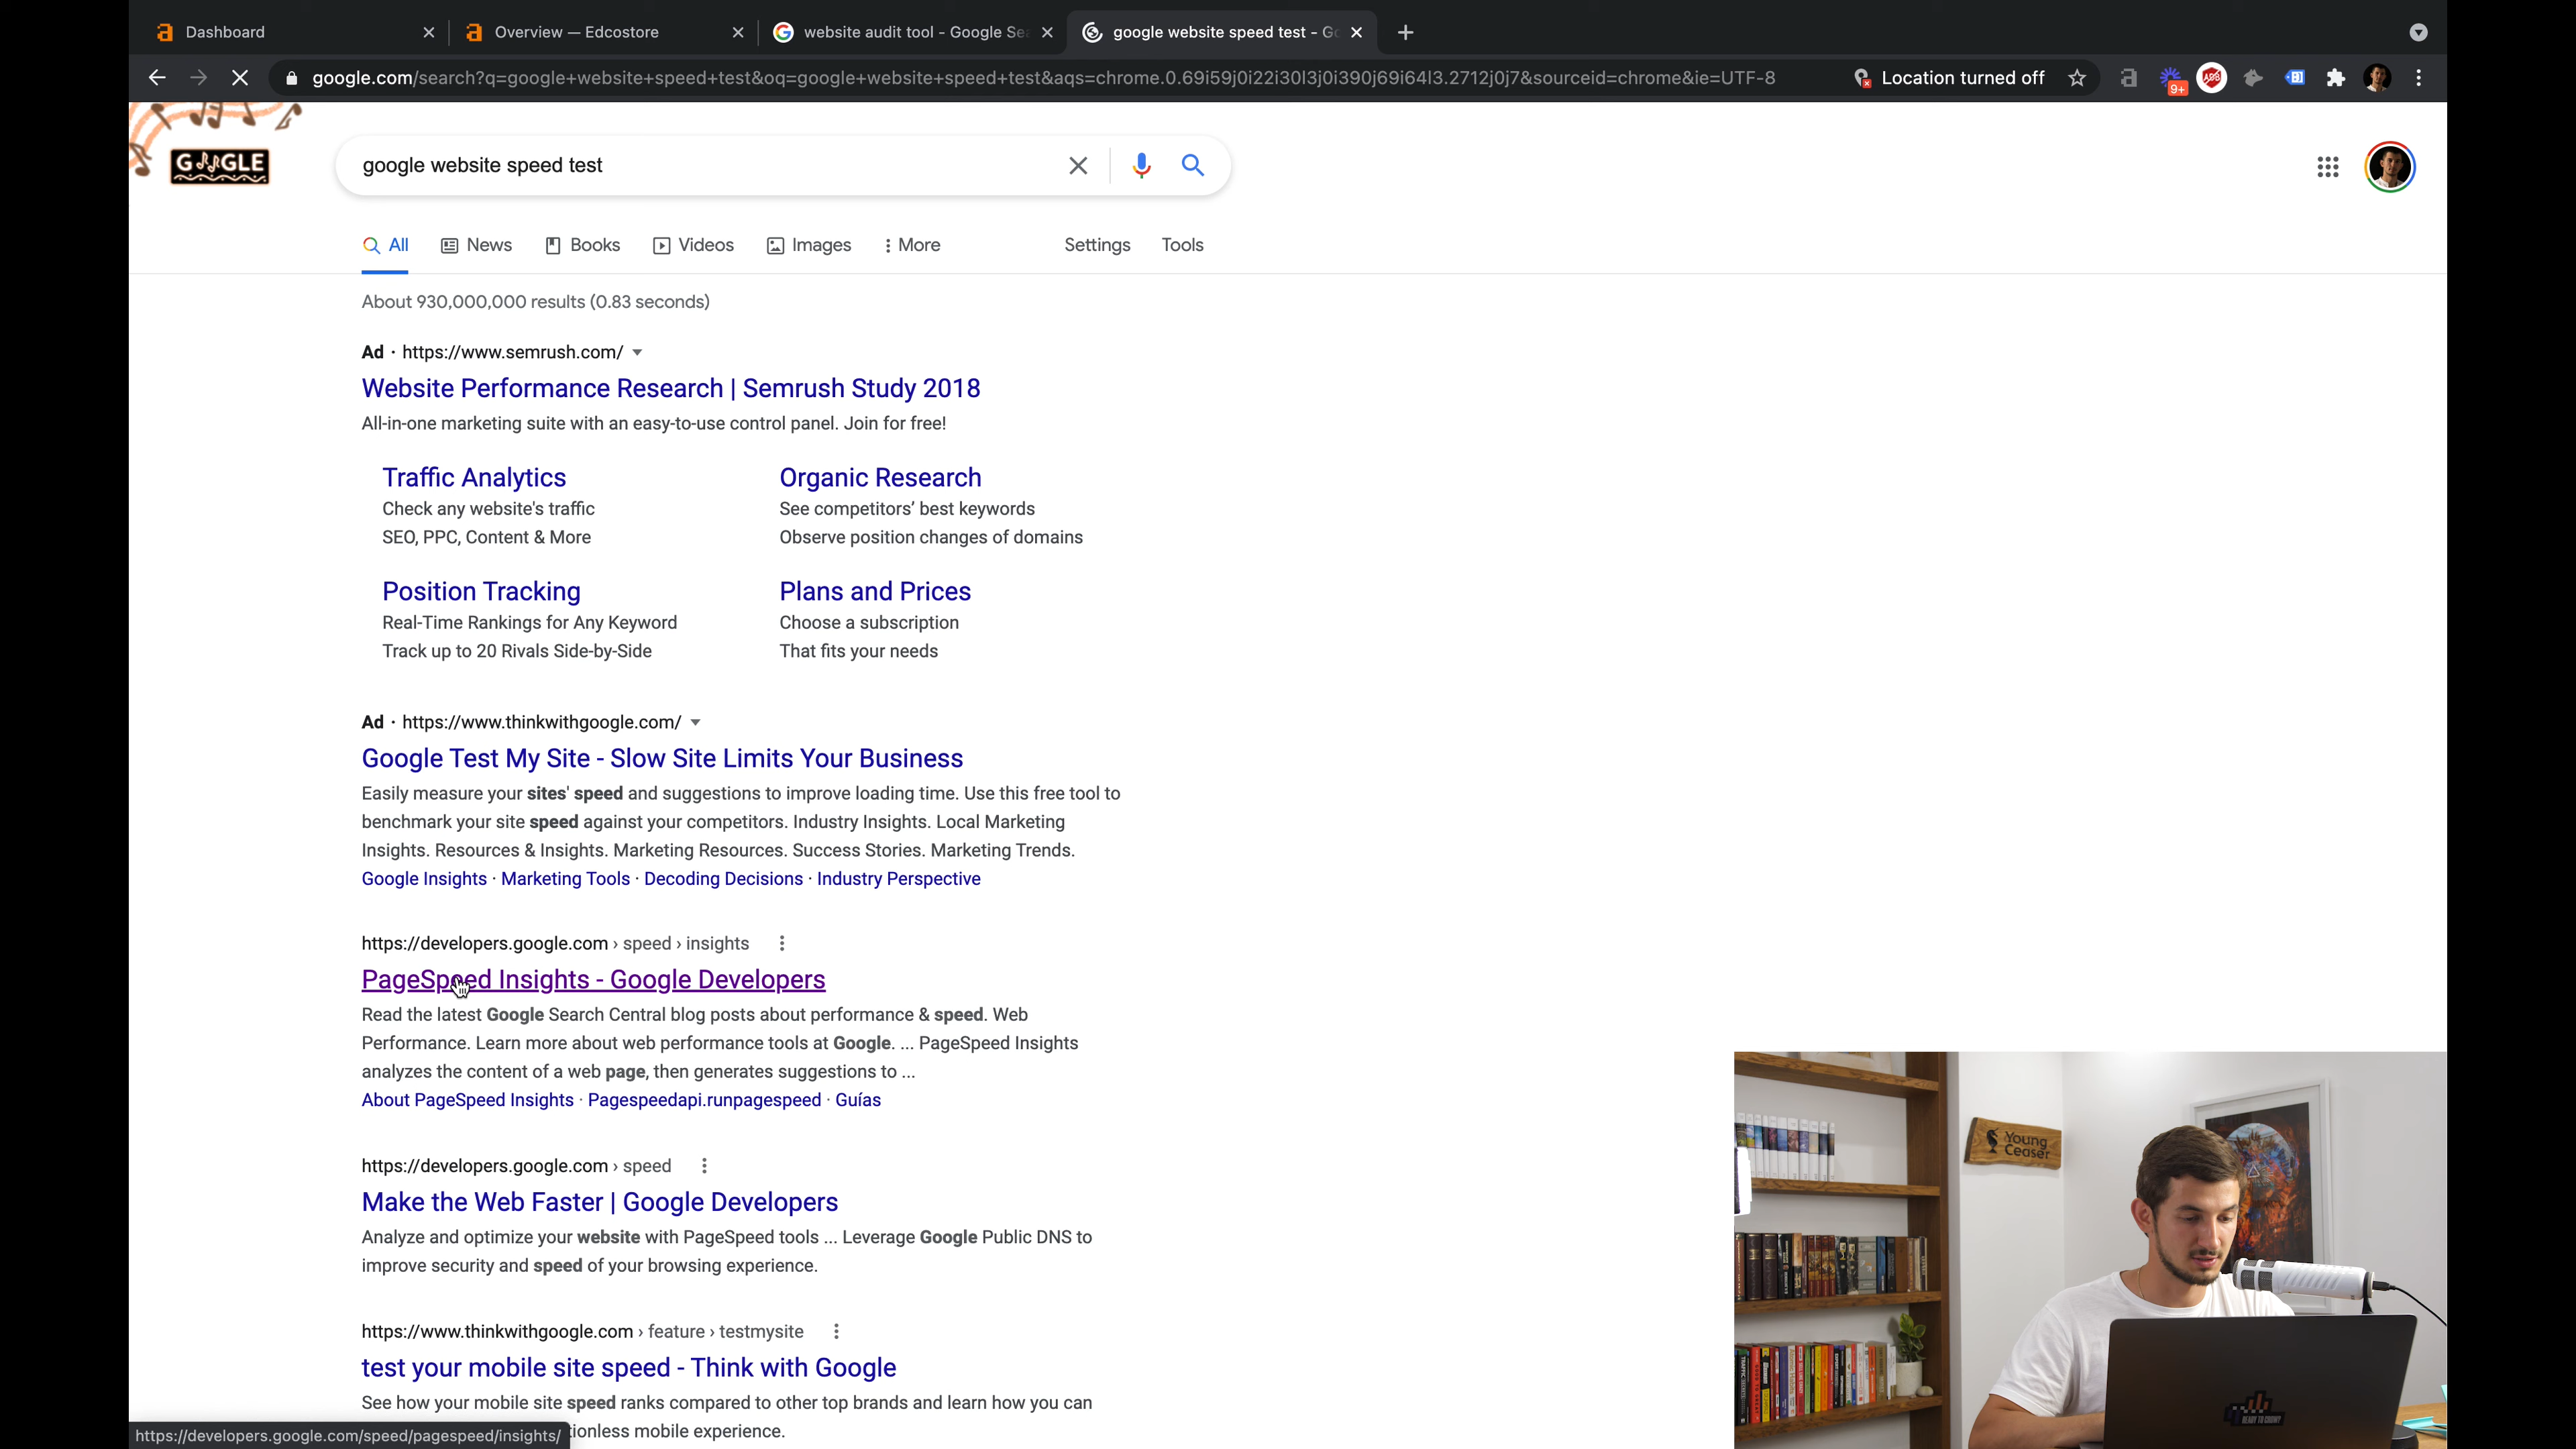 Dashboard
Overview — Edcostore
website audit tool - Google Sea
google website speed test - Go
google.com/search?q=google+website+speed+test&oq=google+website+speed+test&aqs=chrome.0.69i59j0i22i30l3j0i390j69i64l3.2712j0j7&sourceid=chrome&ie=UTF-8
Location turned off
9+
ABP
GOOGLE
google website speed test
All
News
Books
Videos
Images
More
Settings
Tools
About 930,000,000 results (0.83 seconds)
Ad · https://www.semrush.com/
Website Performance Research | Semrush Study 2018
All-in-one marketing suite with an easy-to-use control panel. Join for free!
Traffic Analytics
Check any website's traffic
SEO, PPC, Content & More
Organic Research
See competitors’ best keywords
Observe position changes of domains
Position Tracking
Real-Time Rankings for Any Keyword
Track up to 20 Rivals Side-by-Side
Plans and Prices
Choose a subscription
That fits your needs
Ad · https://www.thinkwithgoogle.com/
Google Test My Site - Slow Site Limits Your Business
Easily measure your sites' speed and suggestions to improve loading time. Use this free tool to
benchmark your site speed against your competitors. Industry Insights. Local Marketing
Insights. Resources & Insights. Marketing Resources. Success Stories. Marketing Trends.
Google Insights · Marketing Tools · Decoding Decisions · Industry Perspective
https://developers.google.com › speed › insights
PageSpeed Insights - Google Developers
Read the latest Google Search Central blog posts about performance & speed. Web
Performance. Learn more about web performance tools at Google. ... PageSpeed Insights
analyzes the content of a web page, then generates suggestions to ...
About PageSpeed Insights · Pagespeedapi.runpagespeed · Guías
https://developers.google.com › speed
Make the Web Faster | Google Developers
Analyze and optimize your website with PageSpeed tools ... Leverage Google Public DNS to
improve security and speed of your browsing experience.
https://www.thinkwithgoogle.com › feature › testmysite
test your mobile site speed - Think with Google
See how your mobile site speed ranks compared to other top brands and learn how you can
tionless mobile experience.
https://developers.google.com/speed/pagespeed/insights/
Young
Ceaser
READY TO GROW?